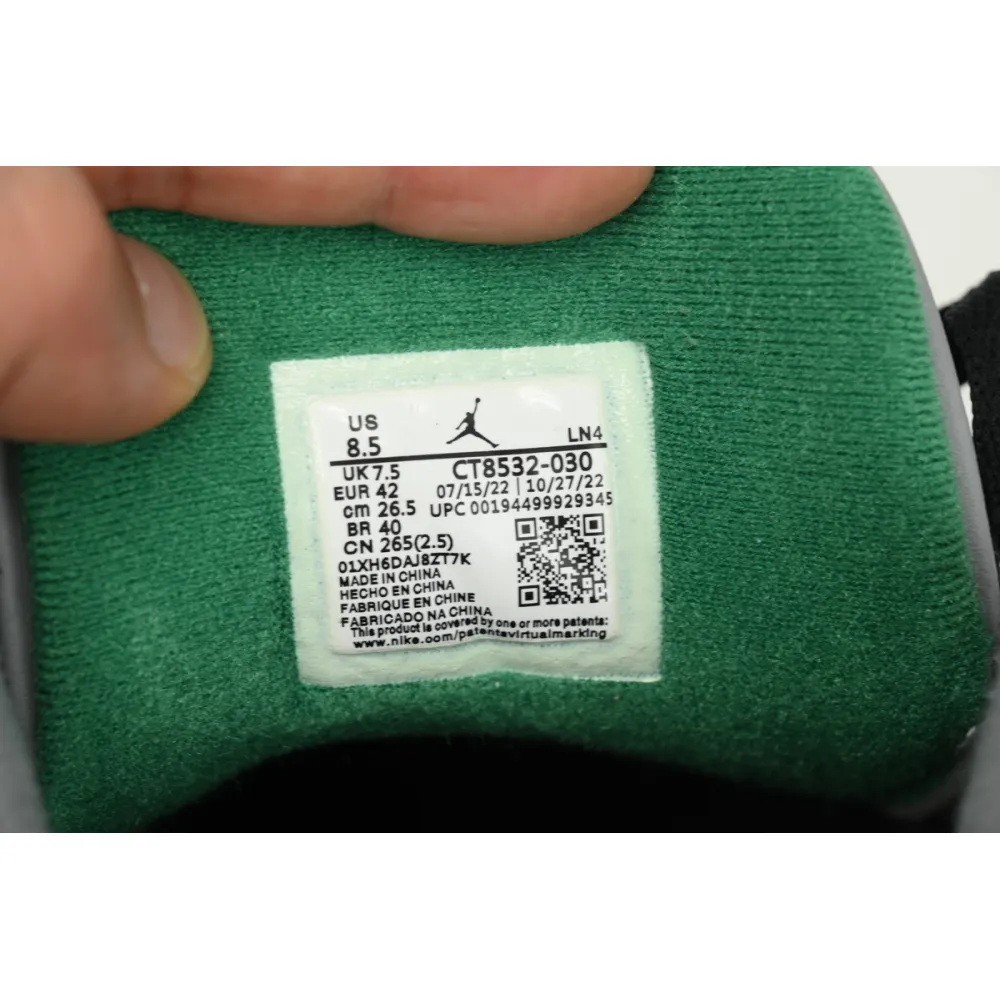 US
8.5
LN4
UK 7.5
CT8532-030
EUR 42
07/15/22 | 10/27/22
cm 26.5
UPC 00194499929345
BR 40
CN 265(2.5)
01XH6DAJ8ZT7K
MADE IN CHINA
HECHO EN CHINA
FABRIQUE EN CHINE
FABRICADO NA CHINA
This product is covered by one or more patents:
www.nike.com/patentsvirtualmarking